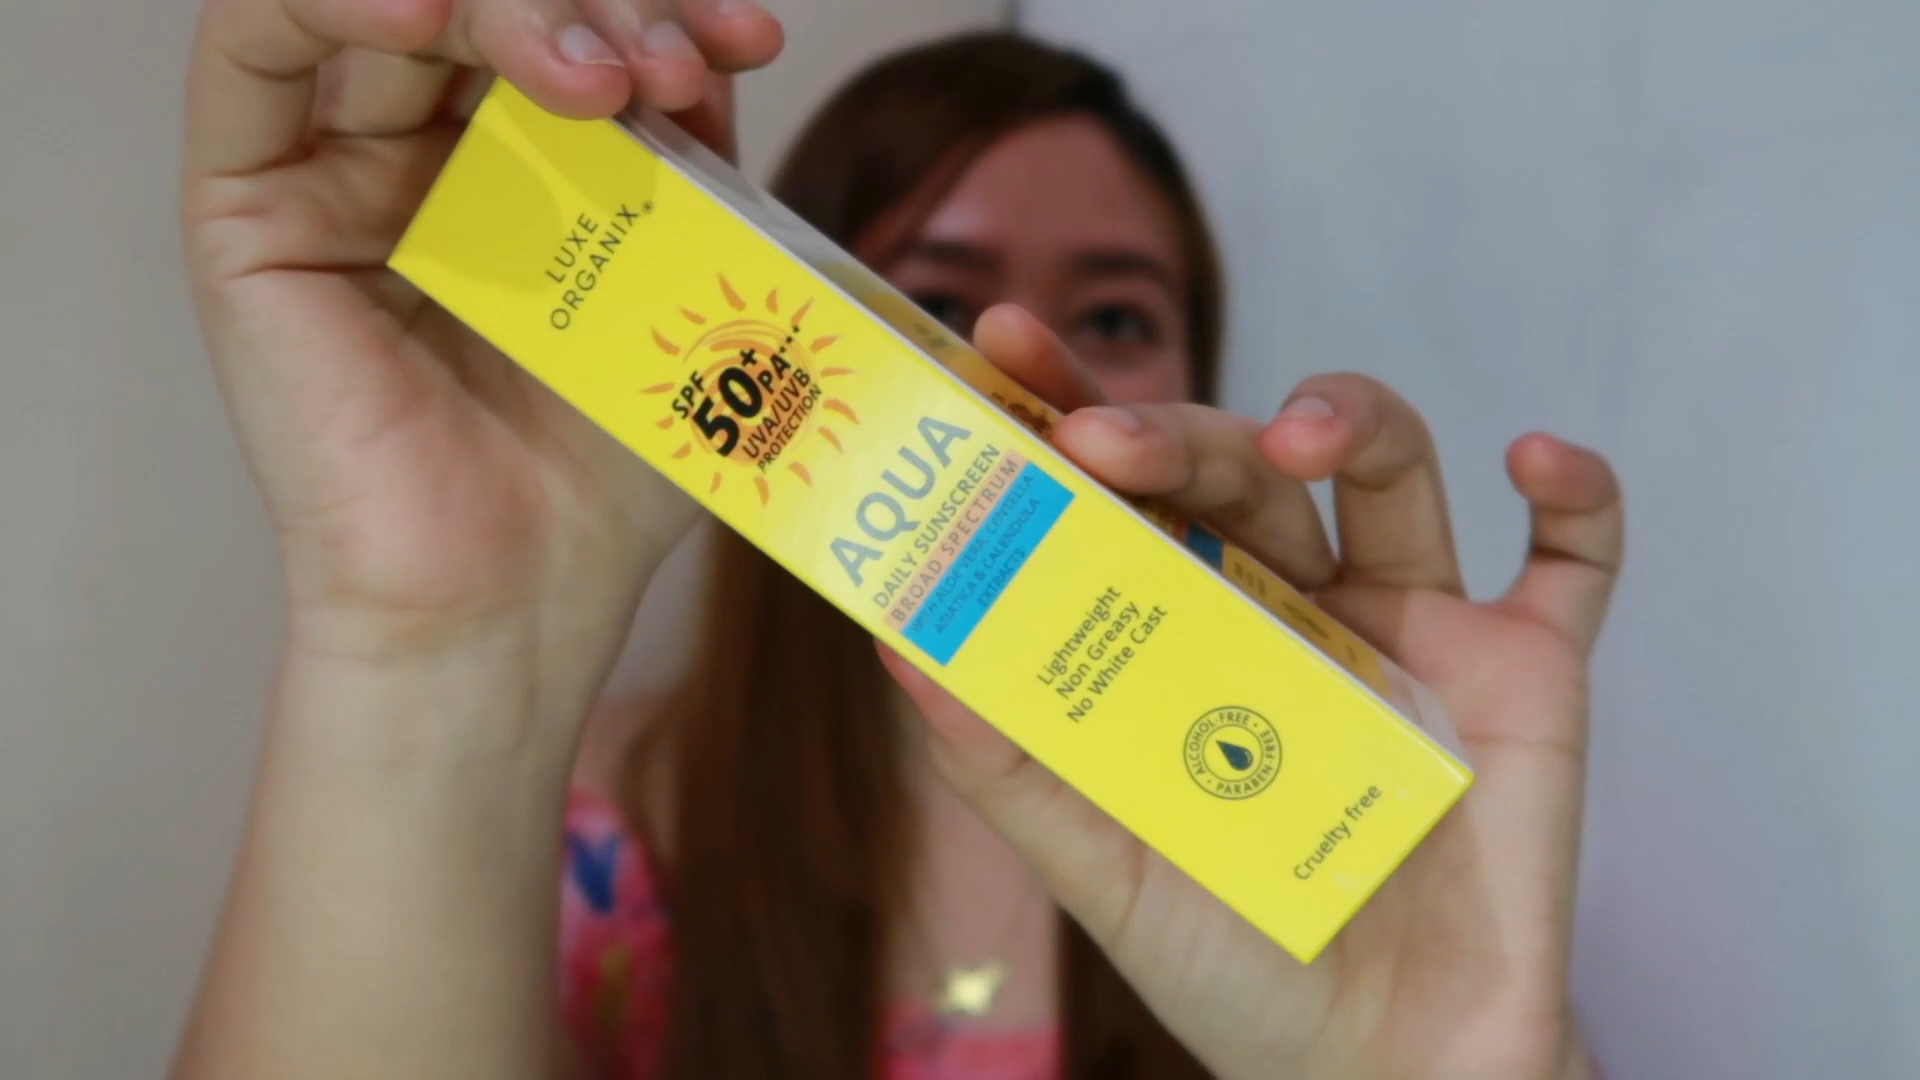 LUXE
ORGANIX®
SPF
50+
PA***
UVA/UVB
PROTECTION
AQUA
DAILY SUNSCREEN
BROAD SPECTRUM
WITH ALOE VERA, CENTELLA
ASIATICA & CALENDULA
EXTRACTS
Lightweight
Non Greasy
No White Cast
ALCOHOL-FREE • PARABEN-FREE •
Cruelty free